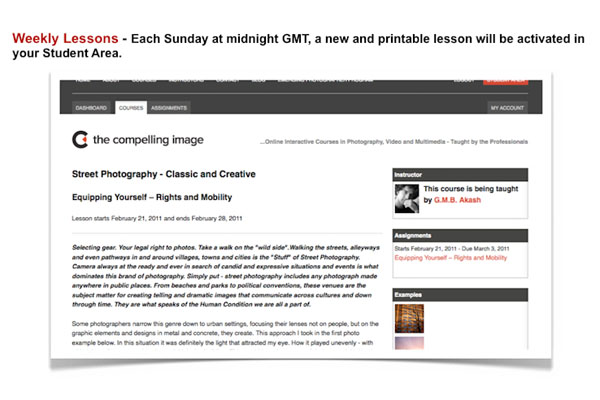 Weekly Lessons - Each Sunday at midnight GMT, a new and printable lesson will be activated in
your Student Area.
DASHBOARD COURSES ASSIGNMENTS MY ACCOUNT
the compelling image
...Online Interactive Courses in Photography, Video and Multimedia - Taught by the Professionals
Street Photography - Classic and Creative
Equipping Yourself – Rights and Mobility
Lesson starts February 21, 2011 and ends February 28, 2011
Selecting gear. Your legal right to photos. Take a walk on the "wild side".Walking the streets, alleyways
and even pathways in and around villages, towns and cities is the "Stuff" of Street Photography.
Camera always at the ready and ever in search of candid and expressive situations and events is what
dominates this brand of photography. Simply put - street photography includes any photograph made
anywhere in public places. From beaches and parks to political conventions, these venues are the
subject matter for creating telling and dramatic images that communicate across cultures and down
through time. They are what speaks of the Human Condition we are all a part of.
Some photographers narrow this genre down to urban settings, focusing their lenses not on people, but on the
graphic elements and designs in metal and concrete, they create. This approach I took in the first photo
example below. In this situation it was definitely the light that attracted my eye. How it played unevenly - with
Instructor
This course is being taught
by G.M.B. Akash
Assignments
Starts February 21, 2011 - Due March 3, 2011
Equipping Yourself – Rights and Mobility
Examples